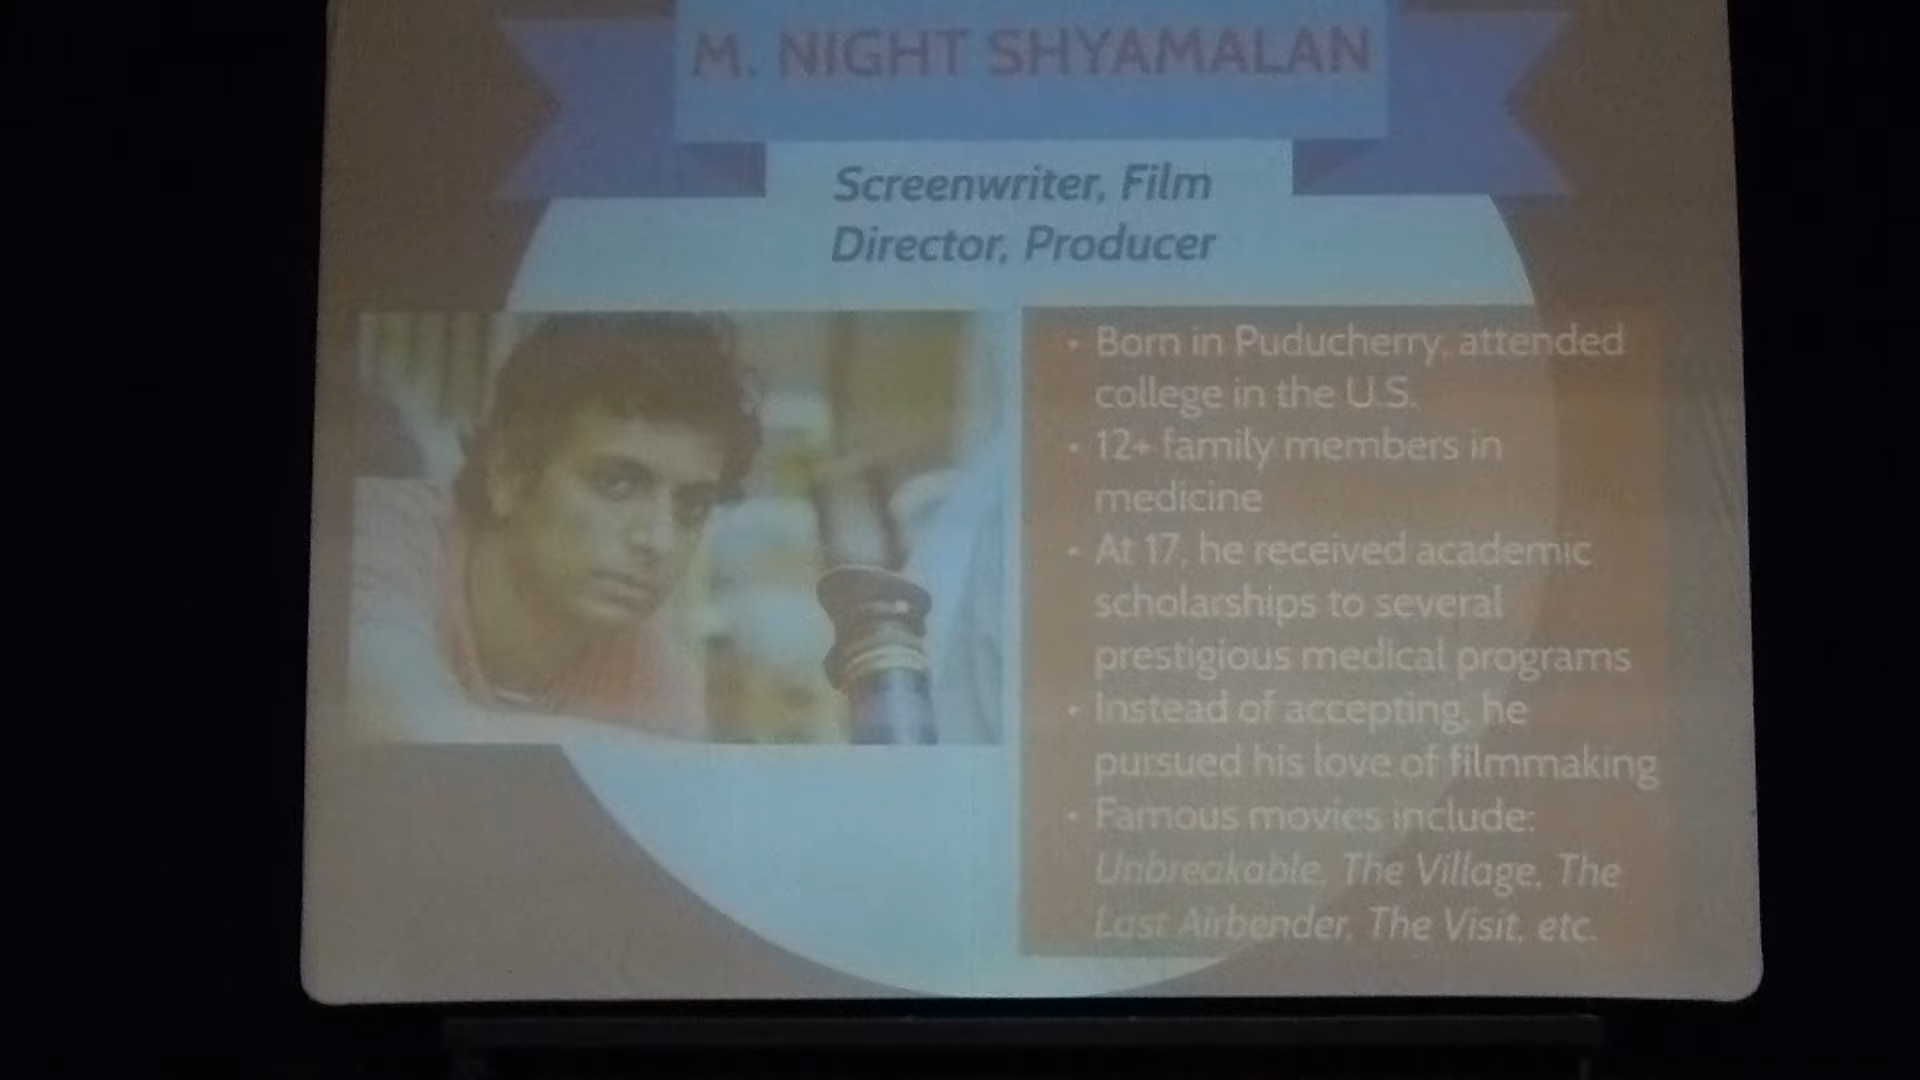 M. NIGHT SHYAMALAN
Screenwriter, Film
Director, Producer
• Born in Puducherry, attended
college in the U.S.
• 12+ family members in
medicine
• At 17, he received academic
scholarships to several
prestigious medical programs
• Instead of accepting, he
pursued his love of filmmaking
• Famous movies include:
Unbreakable, The Village, The
Last Airbender, The Visit, etc.